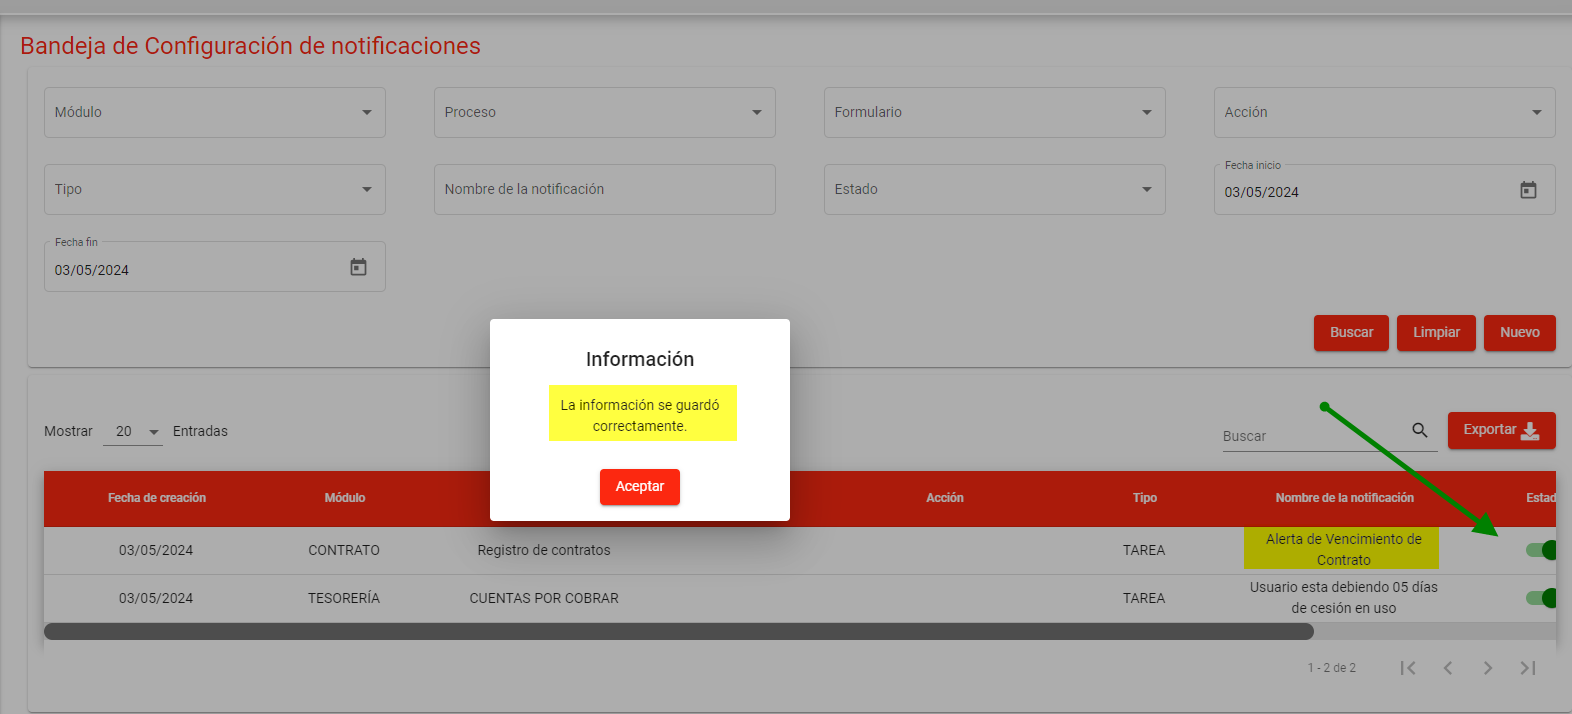 Bandeja de Configuración de notificaciones
Módulo
Proceso
Formulario
Acción
Tipo
Nombre de la notificación
Estado
Fecha inicio
03/05/2024
Fecha fin
03/05/2024
Buscar
Limpiar
Nuevo
Información
La información se guardó
correctamente.
Aceptar
Mostrar 20 Entradas
Buscar
Exportar
Fecha de creación Módulo Acción Tipo Nombre de la notificación Estad
03/05/2024 CONTRATO Registro de contratos TAREA Alerta de Vencimiento de
Contrato
03/05/2024 TESORERÍA CUENTAS POR COBRAR TAREA Usuario esta debiendo 05 días
de cesión en uso
1 - 2 de 2